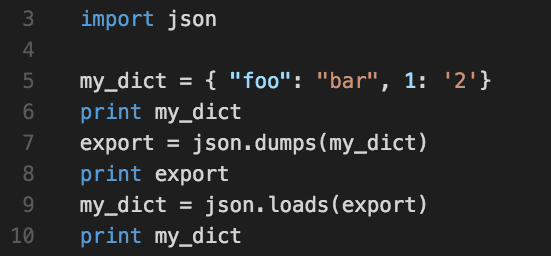 3 import json
4
5 my_dict = { "foo": "bar", 1: '2'}
6 print my_dict
7 export = json.dumps(my_dict)
8 print export
9 my_dict = json.loads(export)
10 print my_dict